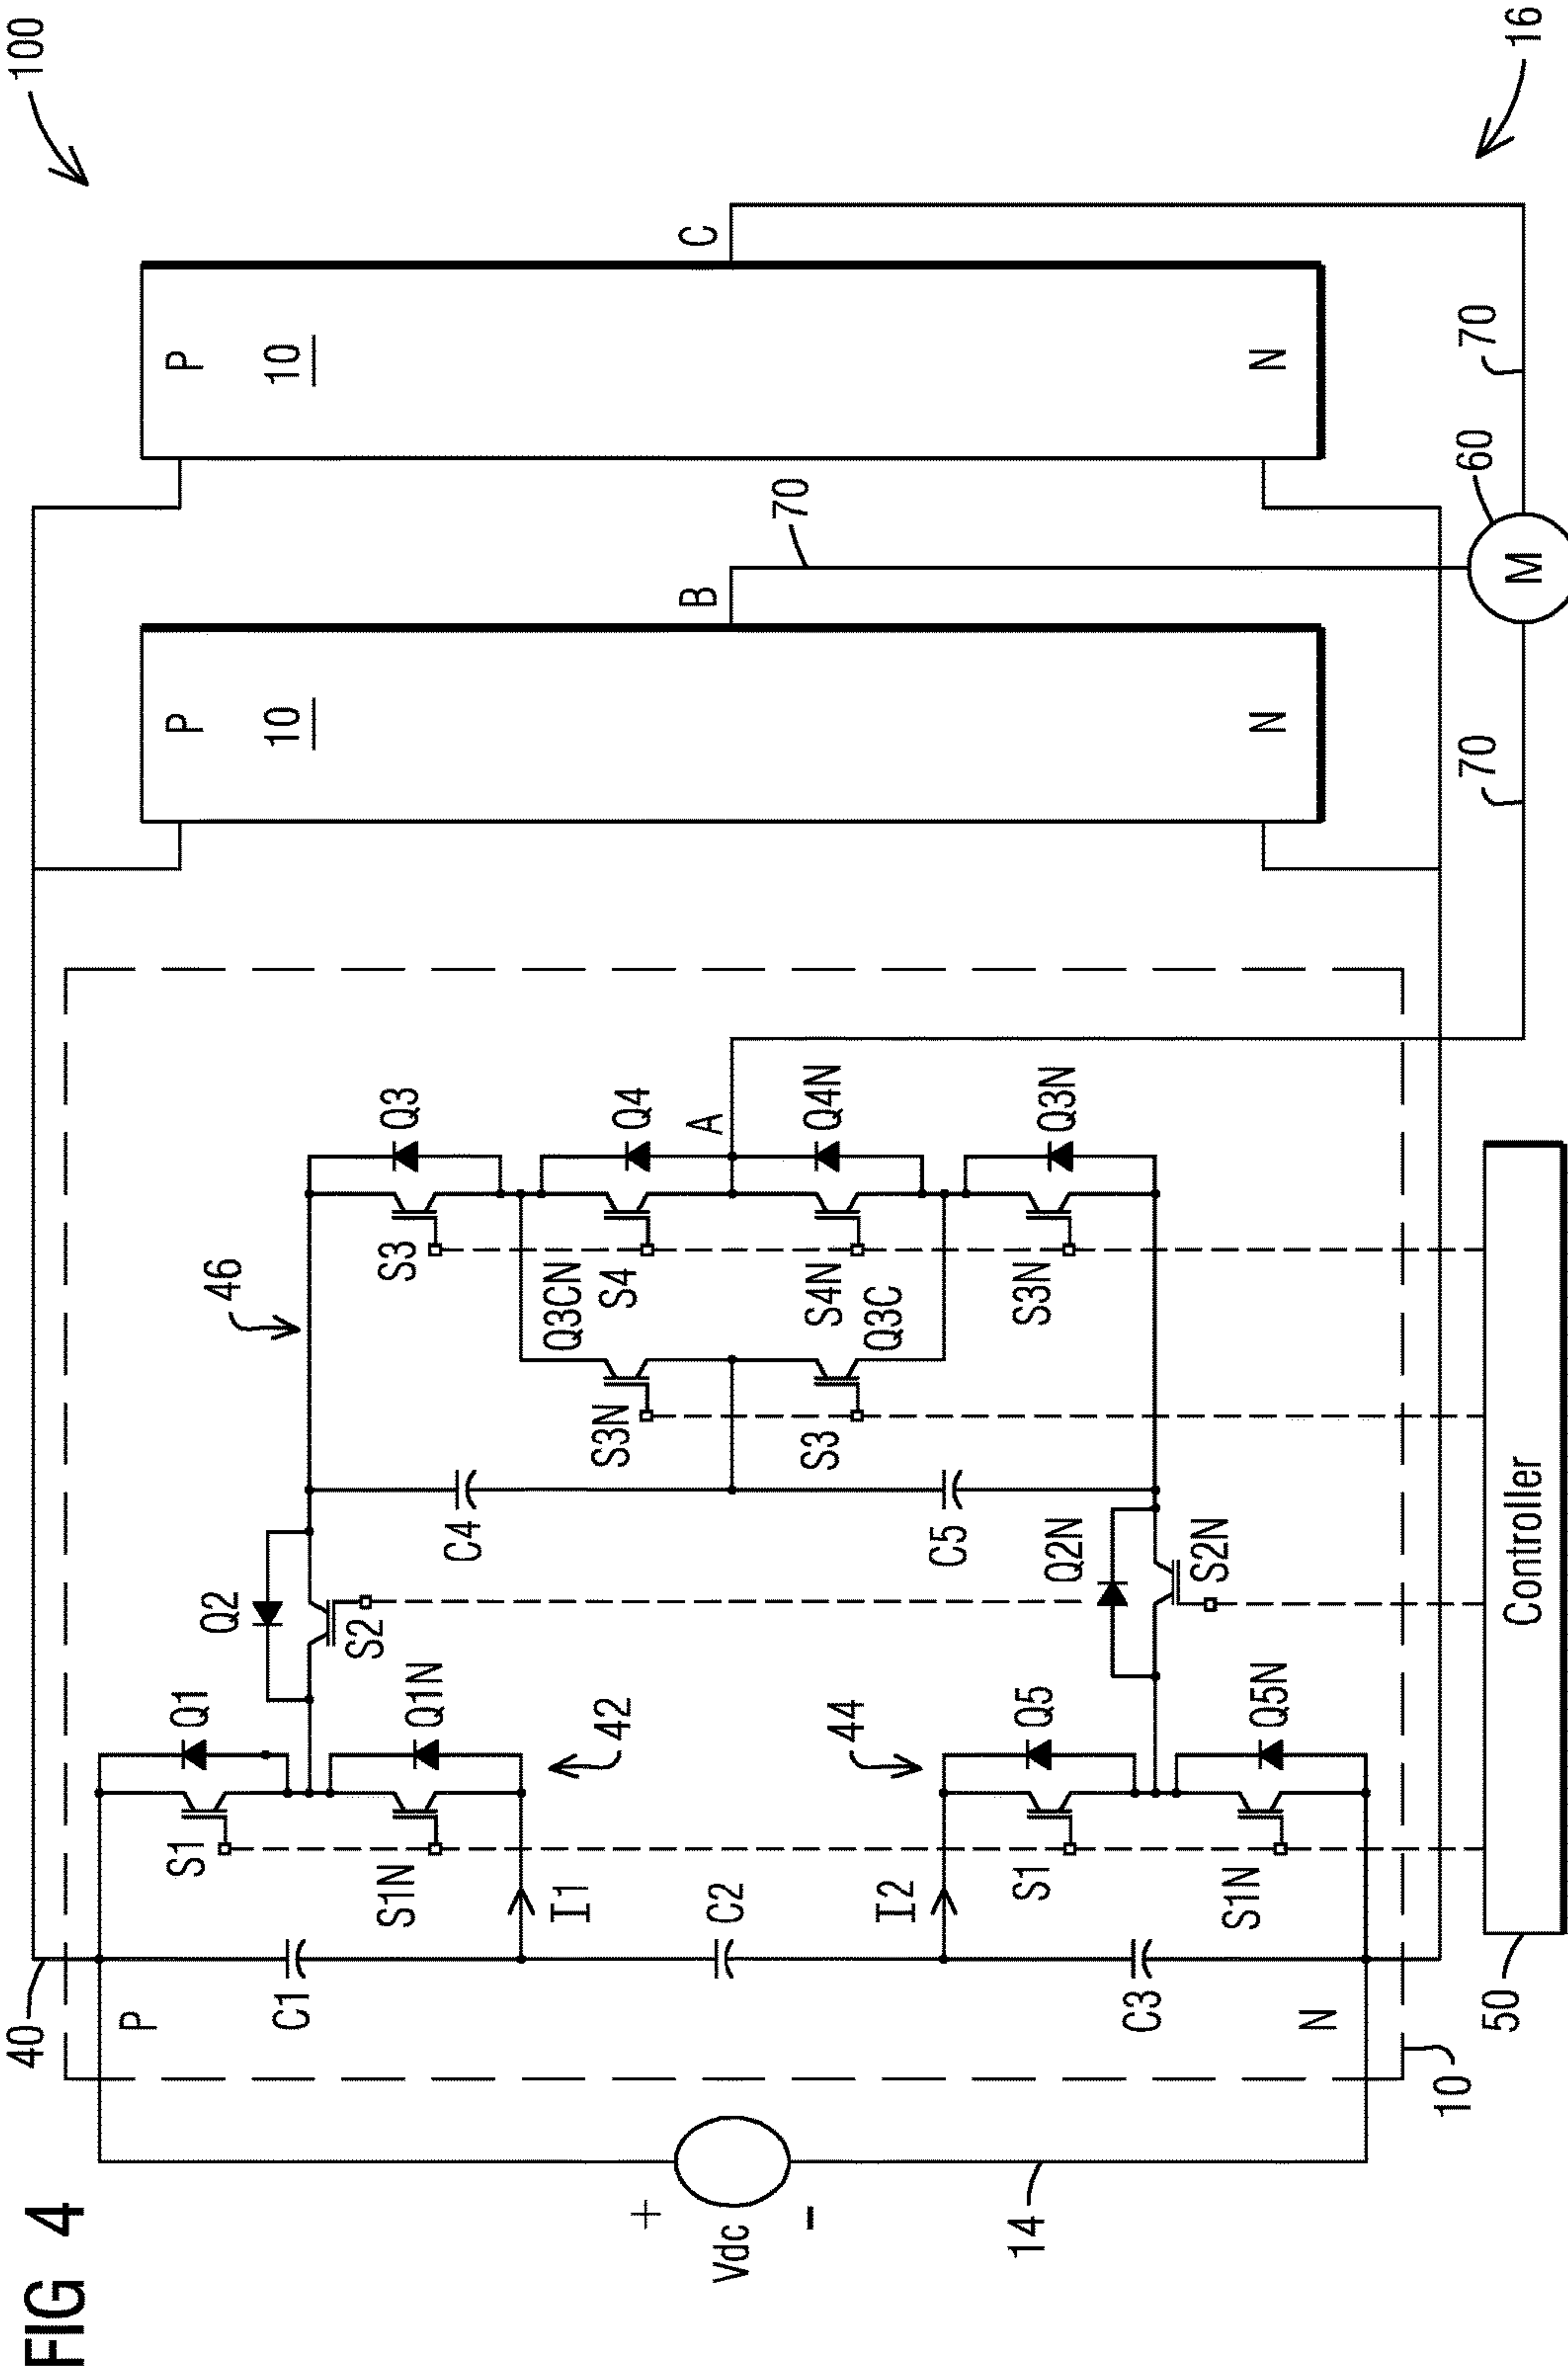 FIG 4
100
16
40
P
C1
I1
C2
I2
C3
N
+
Vdc
-
14
10
50
Controller
S1
Q1
S1N
Q1N
42
44
S1
Q5
S1N
Q5N
Q2
S2
Q2N
S2N
C4
C5
46
S3N
Q3CN
S3
Q3C
S3
Q3
S4
Q4
A
S4N
Q4N
S3N
Q3N
P
10
N
B
70
P
10
N
C
70
60
M
70